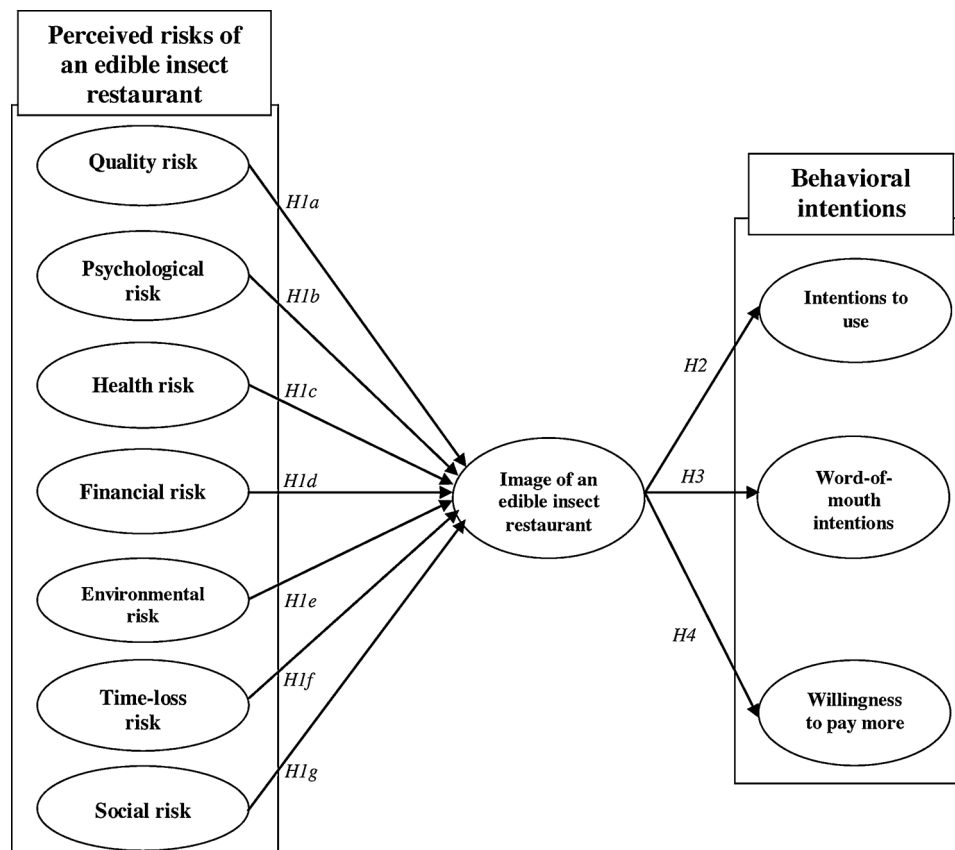 Perceived risks of
an edible insect
restaurant
Quality risk
H1a
Psychological
risk
H1b
Health risk
H1c
Financial risk
H1d
Environmental
risk
H1e
Time-loss
risk
H1f
Social risk
H1g
Image of an
edible insect
restaurant
H2
H3
H4
Behavioral
intentions
Intentions to
use
Word-of-
mouth
intentions
Willingness
to pay more